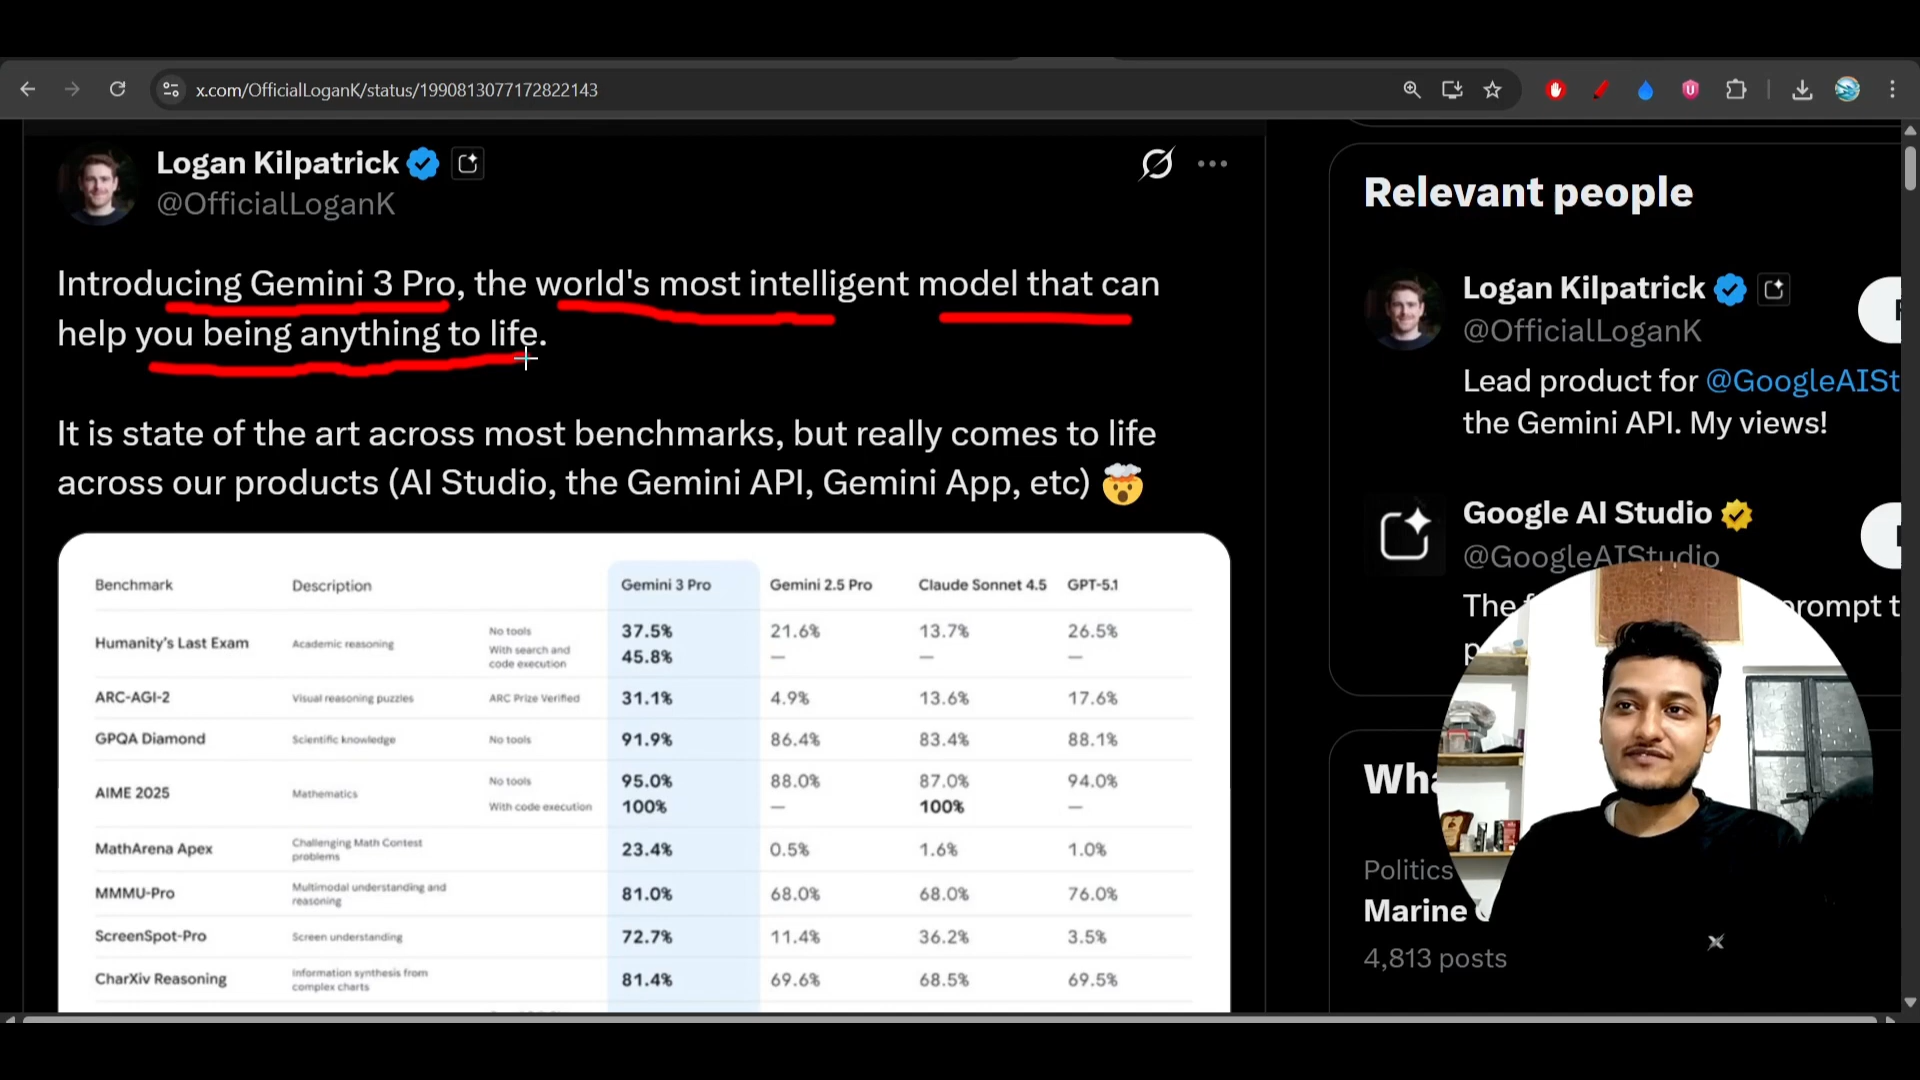 x.com/OfficialLoganK/status/1990813077172822143
Logan Kilpatrick
@OfficialLoganK
Introducing Gemini 3 Pro, the world's most intelligent model that can
help you being anything to life.
It is state of the art across most benchmarks, but really comes to life
across our products (AI Studio, the Gemini API, Gemini App, etc) 🤯
Benchmark Description Gemini 3 Pro Gemini 2.5 Pro Claude Sonnet 4.5 GPT-5.1
Humanity's Last Exam Academic reasoning No tools 37.5% 21.6% 13.7% 26.5%
With search and code execution 45.8% — — —
ARC-AGI-2 Visual reasoning puzzles ARC Prize Verified 31.1% 4.9% 13.6% 17.6%
GPQA Diamond Scientific knowledge No tools 91.9% 86.4% 83.4% 88.1%
AIME 2025 Mathematics No tools 95.0% 88.0% 87.0% 94.0%
With code execution 100% — 100% —
MathArena Apex Challenging Math Contest problems 23.4% 0.5% 1.6% 1.0%
MMMU-Pro Multimodal understanding and reasoning 81.0% 68.0% 68.0% 76.0%
ScreenSpot-Pro Screen understanding 72.7% 11.4% 36.2% 3.5%
CharXiv Reasoning Information synthesis from complex charts 81.4% 69.6% 68.5% 69.5%
Relevant people
Logan Kilpatrick
@OfficialLoganK
Lead product for @GoogleAISt
the Gemini API. My views!
Google AI Studio
@GoogleAIStudio
The
prompt t
Wha
Politics
Marine
4,813 posts